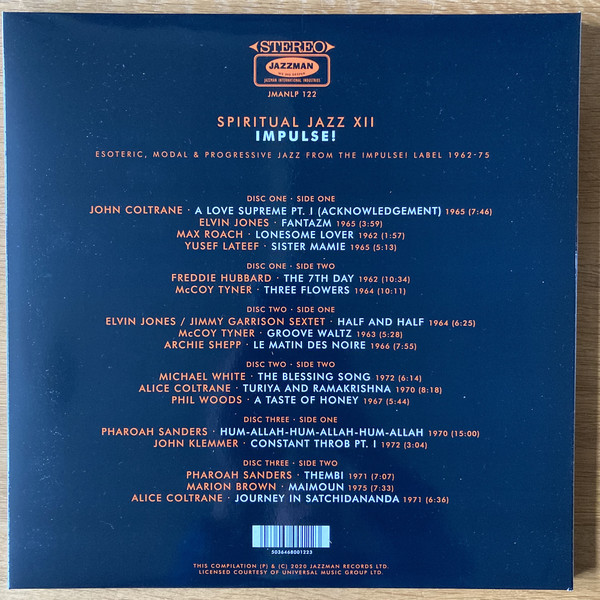 STEREO
JAZZMAN
JAZZMAN INTERNATIONAL INDUSTRIES
JMANLP 122
SPIRITUAL JAZZ XII
IMPULSE!
ESOTERIC, MODAL & PROGRESSIVE JAZZ FROM THE IMPULSE! LABEL 1962-75
DISC ONE · SIDE ONE
JOHN COLTRANE · A LOVE SUPREME PT. I (ACKNOWLEDGEMENT) 1965 (7:46)
ELVIN JONES · FANTAZM 1965 (3:59)
MAX ROACH · LONESOME LOVER 1962 (1:57)
YUSEF LATEEF · SISTER MAMIE 1965 (5:13)
DISC ONE · SIDE TWO
FREDDIE HUBBARD · THE 7TH DAY 1962 (10:34)
McCOY TYNER · THREE FLOWERS 1964 (10:11)
DISC TWO · SIDE ONE
ELVIN JONES / JIMMY GARRISON SEXTET · HALF AND HALF 1964 (6:25)
McCOY TYNER · GROOVE WALTZ 1963 (5:28)
ARCHIE SHEPP · LE MATIN DES NOIRE 1966 (7:55)
DISC TWO · SIDE TWO
MICHAEL WHITE · THE BLESSING SONG 1972 (6:14)
ALICE COLTRANE · TURIYA AND RAMAKRISHNA 1970 (8:18)
PHIL WOODS · A TASTE OF HONEY 1967 (5:44)
DISC THREE · SIDE ONE
PHAROAH SANDERS · HUM-ALLAH-HUM-ALLAH-HUM-ALLAH 1970 (15:00)
JOHN KLEMMER · CONSTANT THROB PT. I 1972 (3:04)
DISC THREE · SIDE TWO
PHAROAH SANDERS · THEMBI 1971 (7:07)
MARION BROWN · MAIMOUN 1975 (7:33)
ALICE COLTRANE · JOURNEY IN SATCHIDANANDA 1971 (6:36)
5036468001223
THIS COMPILATION (P) & (C) 2020 JAZZMAN RECORDS LTD.
LICENSED COURTESY OF UNIVERSAL MUSIC GROUP LTD.